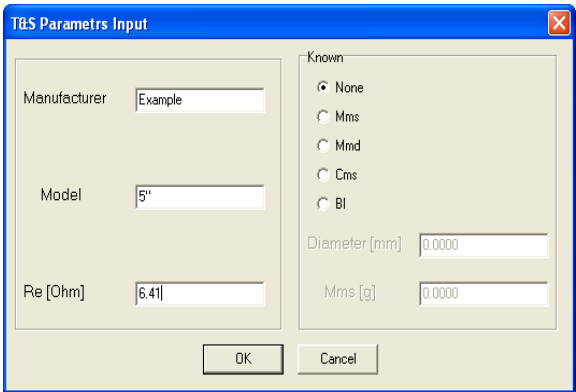 T&S Parametrs Input
Manufacturer
Example
Model
5"
Re [Ohm]
6.41
Known
None
Mms
Mmd
Cms
Bl
Diameter [mm]
0.0000
Mms [g]
0.0000
OK
Cancel